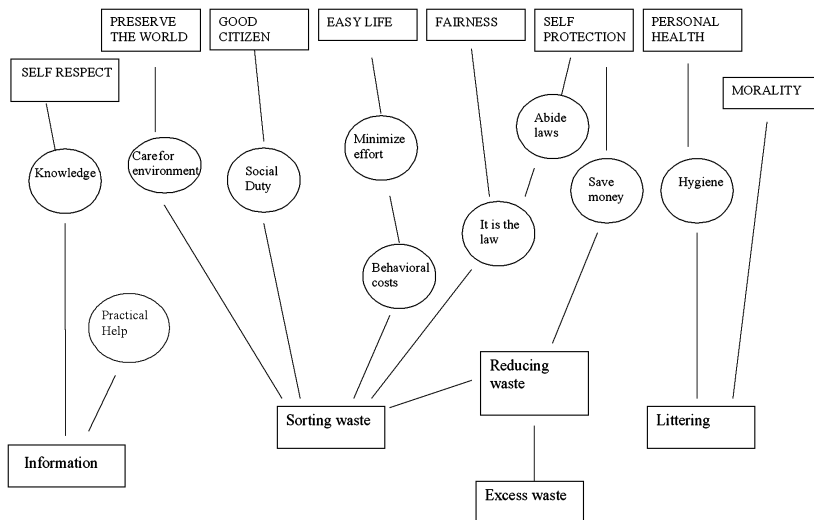 PRESERVE
THE WORLD
GOOD
CITIZEN
EASY LIFE
FAIRNESS
SELF
PROTECTION
PERSONAL
HEALTH
SELF RESPECT
MORALITY
Knowledge
Care for
environment
Social
Duty
Minimize
effort
Abide
laws
Save
money
Hygiene
It is the
law
Behavioral
costs
Practical
Help
Reducing
waste
Sorting waste
Littering
Information
Excess waste